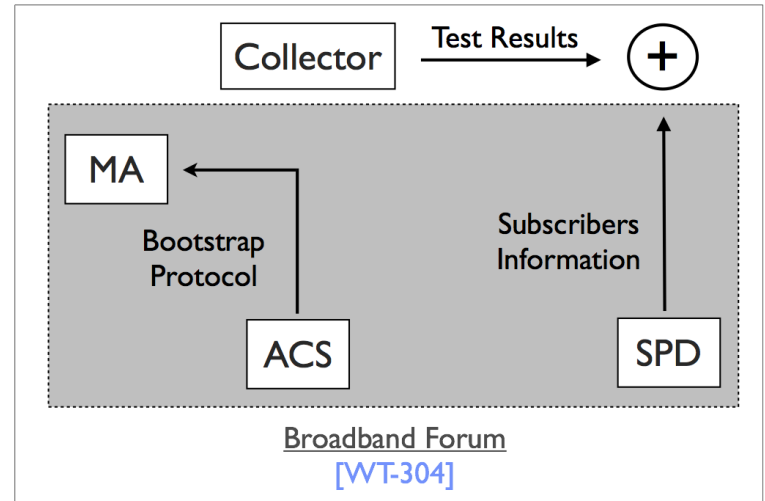 Collector
Test Results
+
MA
Bootstrap
Protocol
Subscribers
Information
ACS
SPD
Broadband Forum
[WT-304]